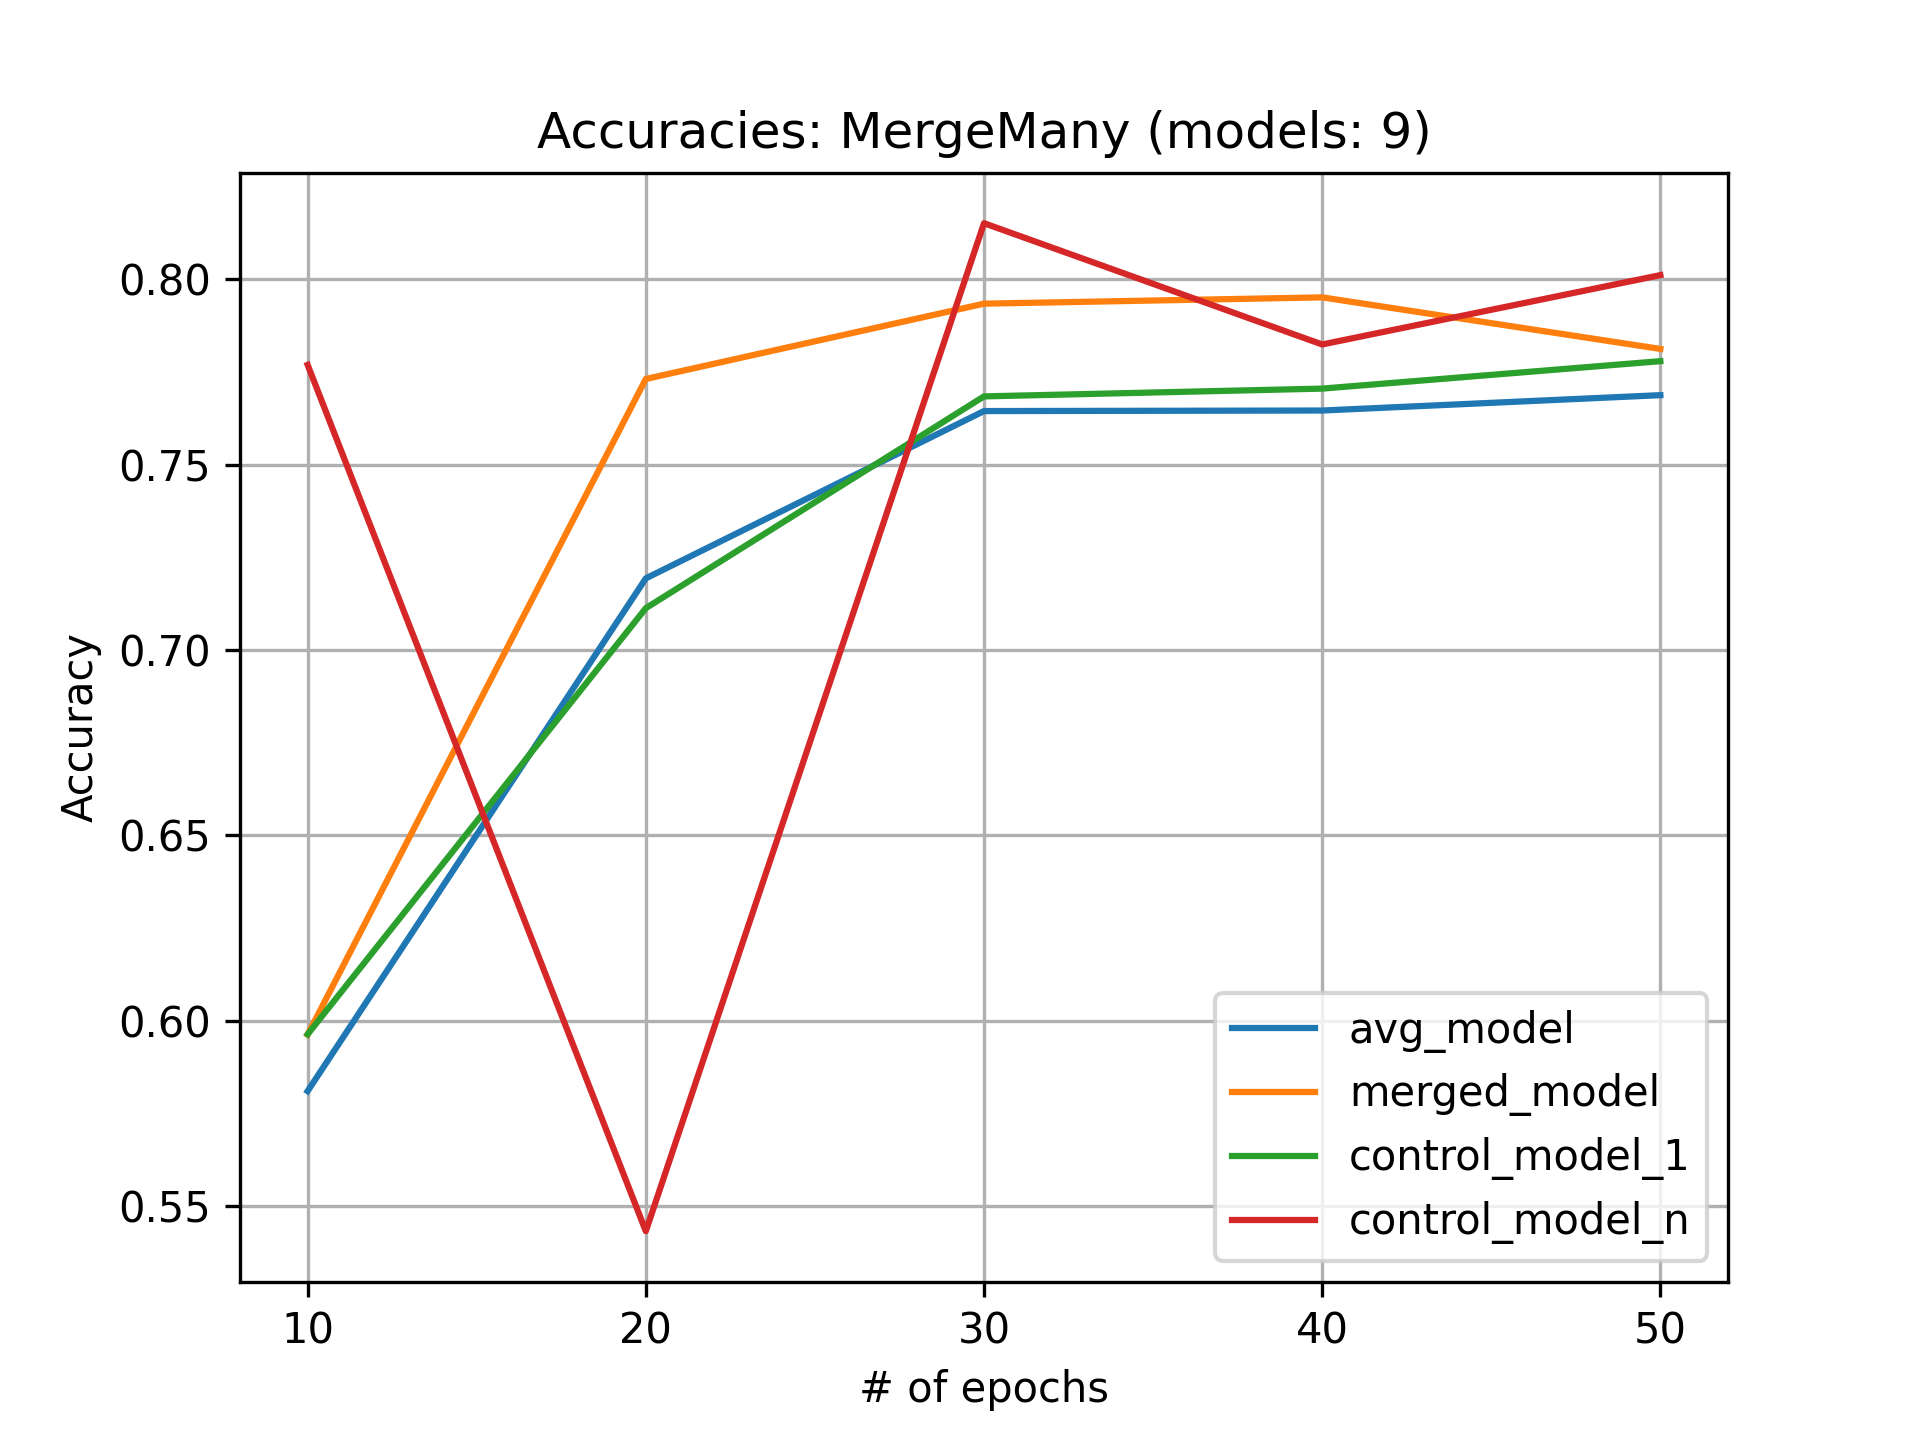 Accuracies: MergeMany (models: 9)
0.80
0.75
0.70
0.65
0.60
0.55
Accuracy
10 20 30 40 50
# of epochs
avg_model
merged_model
control_model_1
control_model_n